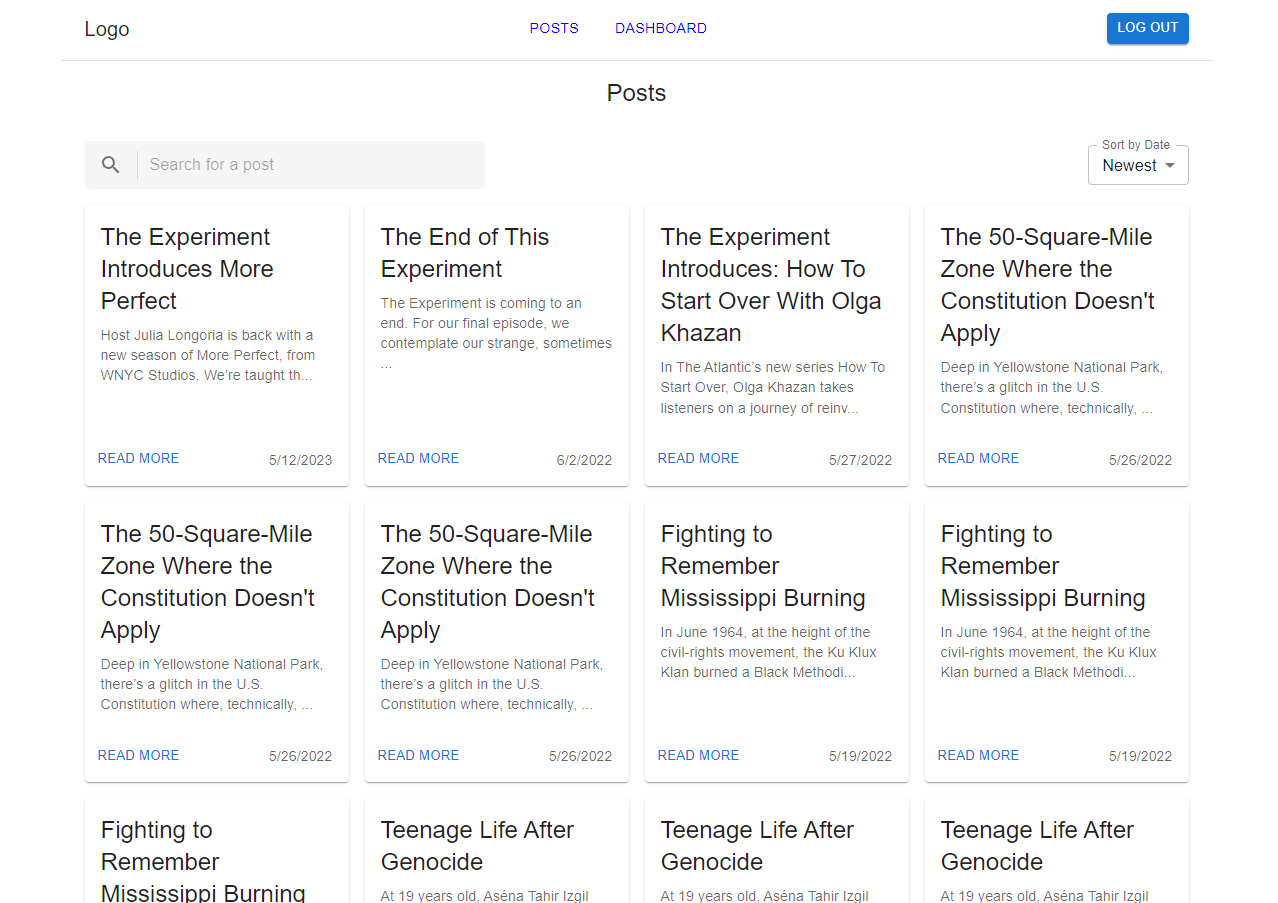 Logo
POSTS
DASHBOARD
LOG OUT
Posts
Search for a post
Sort by Date
Newest
The Experiment
Introduces More
Perfect
Host Julia Longoria is back with a
new season of More Perfect, from
WNYC Studios. We’re taught th...
READ MORE
5/12/2023
The End of This
Experiment
The Experiment is coming to an
end. For our final episode, we
contemplate our strange, sometimes
...
READ MORE
6/2/2022
The Experiment
Introduces: How To
Start Over With Olga
Khazan
In The Atlantic’s new series How To
Start Over, Olga Khazan takes
listeners on a journey of reinv...
READ MORE
5/27/2022
The 50-Square-Mile
Zone Where the
Constitution Doesn't
Apply
Deep in Yellowstone National Park,
there’s a glitch in the U.S.
Constitution where, technically, ...
READ MORE
5/26/2022
The 50-Square-Mile
Zone Where the
Constitution Doesn't
Apply
Deep in Yellowstone National Park,
there’s a glitch in the U.S.
Constitution where, technically, ...
READ MORE
5/26/2022
The 50-Square-Mile
Zone Where the
Constitution Doesn't
Apply
Deep in Yellowstone National Park,
there’s a glitch in the U.S.
Constitution where, technically, ...
READ MORE
5/26/2022
Fighting to
Remember
Mississippi Burning
In June 1964, at the height of the
civil-rights movement, the Ku Klux
Klan burned a Black Methodi...
READ MORE
5/19/2022
Fighting to
Remember
Mississippi Burning
In June 1964, at the height of the
civil-rights movement, the Ku Klux
Klan burned a Black Methodi...
READ MORE
5/19/2022
Fighting to
Remember
Mississippi Burning
Teenage Life After
Genocide
At 19 years old, Aséna Tahir Izgil
Teenage Life After
Genocide
At 19 years old, Aséna Tahir Izgil
Teenage Life After
Genocide
At 19 years old, Aséna Tahir Izgil